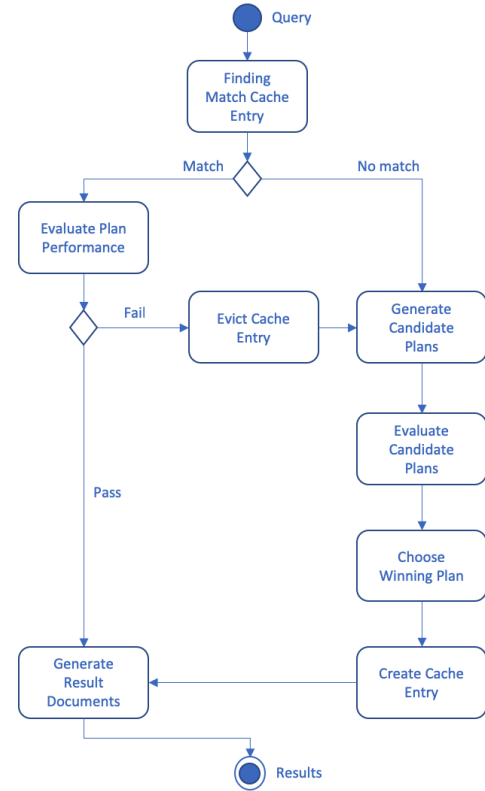 Query
Finding
Match Cache
Entry
Match
No match
Evaluate Plan
Performance
Fail
Evict Cache
Entry
Generate
Candidate
Plans
Evaluate
Candidate
Plans
Pass
Choose
Winning Plan
Generate
Result
Documents
Create Cache
Entry
Results